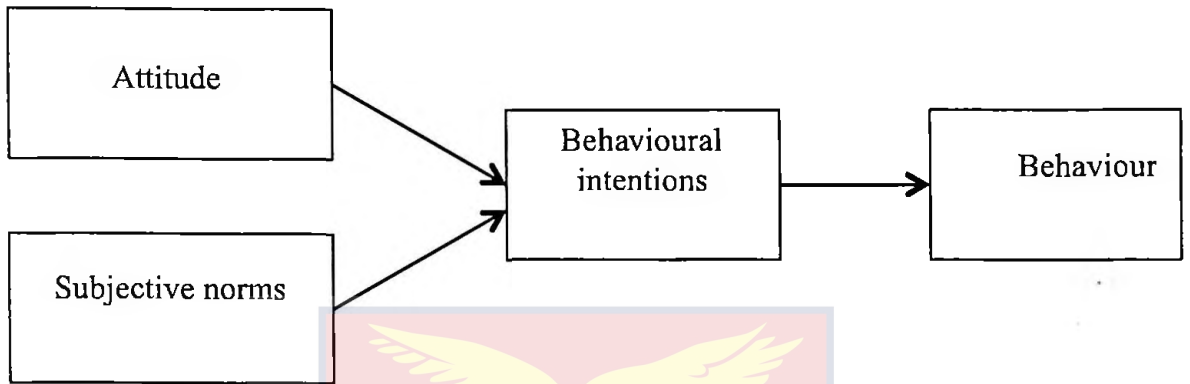 Attitude
Subjective norms
Behavioural
intentions
Behaviour